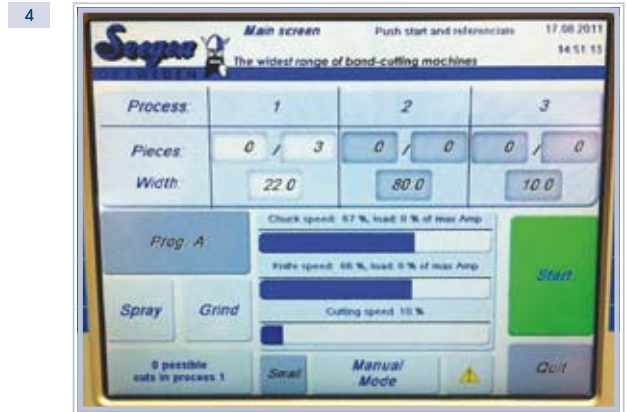 4
Main screen
Push start and referenciate
17.08.2011
14:51:13
OF SWEDEN
The widest range of band-cutting machines
Process: 1 2 3
Pieces: 0 / 3 0 / 0 0 / 0
Width: 22.0 80.0 10.0
Prog. A
Chuck speed: 67 %, load: 0 % of max Amp
Knife speed: 66 %, load: 0 % of max Amp
Cutting speed: 10 %
Start
Spray
Grind
0 possible
cuts in process 1
Small
Manual
Mode
Quit